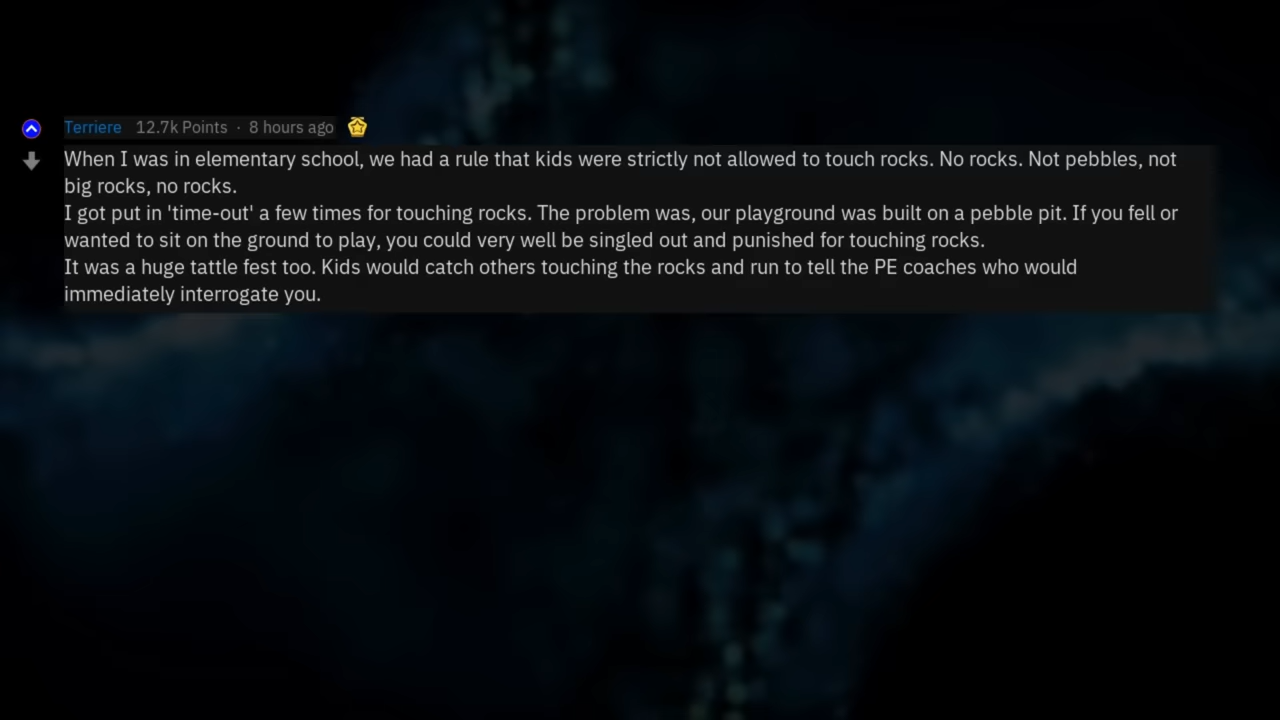 Terriere 12.7k Points · 8 hours ago
When I was in elementary school, we had a rule that kids were strictly not allowed to touch rocks. No rocks. Not pebbles, not
big rocks, no rocks.
I got put in 'time-out' a few times for touching rocks. The problem was, our playground was built on a pebble pit. If you fell or
wanted to sit on the ground to play, you could very well be singled out and punished for touching rocks.
It was a huge tattle fest too. Kids would catch others touching the rocks and run to tell the PE coaches who would
immediately interrogate you.